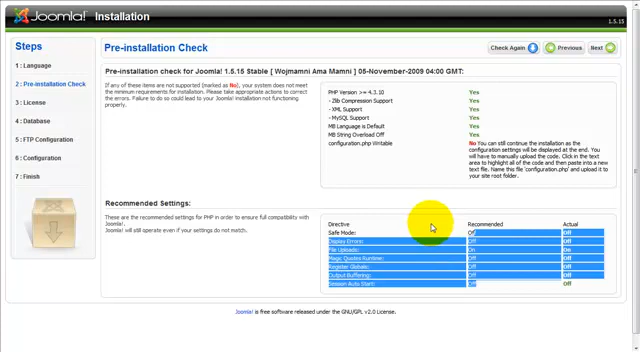 Joomla! Installation
1.5.15
Steps
1 : Language
2 : Pre-installation Check
3 : License
4 : Database
5 : FTP Configuration
6 : Configuration
7 : Finish
Pre-installation Check
Check Again
Previous
Next
Pre-installation check for Joomla! 1.5.15 Stable [ Wojmamni Ama Mamni ] 05-November-2009 04:00 GMT:
If any of these items are not supported (marked as No), your system does not
meet the minimum requirements for installation. Please take appropriate actions to correct
the errors. Failure to do so could lead to your Joomla! installation not functioning
properly.
PHP Version >= 4.3.10 Yes
- Zlib Compression Support Yes
- XML Support Yes
- MySQL Support Yes
MB Language is Default Yes
MB String Overload Off Yes
configuration.php Writable No You can still continue the installation as the
configuration settings will be displayed at the end. You
will have to manually upload the code. Click in the text
area to highlight all of the code and then paste into a new
text file. Name this file 'configuration.php' and upload it to
your site root folder.
Recommended Settings:
These are the recommended settings for PHP in order to ensure full compatibility with
Joomla!.
Joomla! will still operate even if your settings do not match.
Directive Recommended Actual
Safe Mode: Off Off
Display Errors: Off Off
File Uploads: On On
Magic Quotes Runtime: Off Off
Register Globals: Off Off
Output Buffering: Off Off
Session Auto Start: Off Off
Joomla! is free software released under the GNU/GPL v2.0 License.